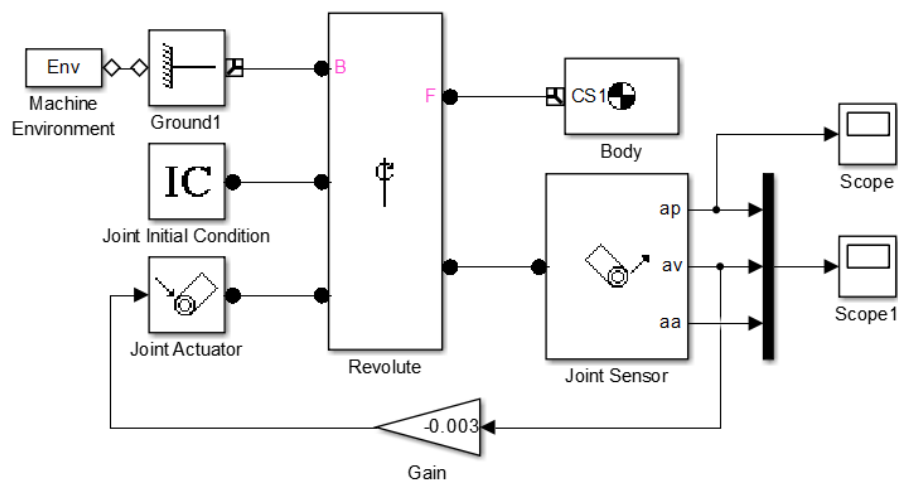 Env
Machine
Environment
Ground1
B
F
CS1
Body
Scope
IC
Joint Initial Condition
ap
av
aa
Scope1
Joint Actuator
Revolute
Joint Sensor
-0.003
Gain